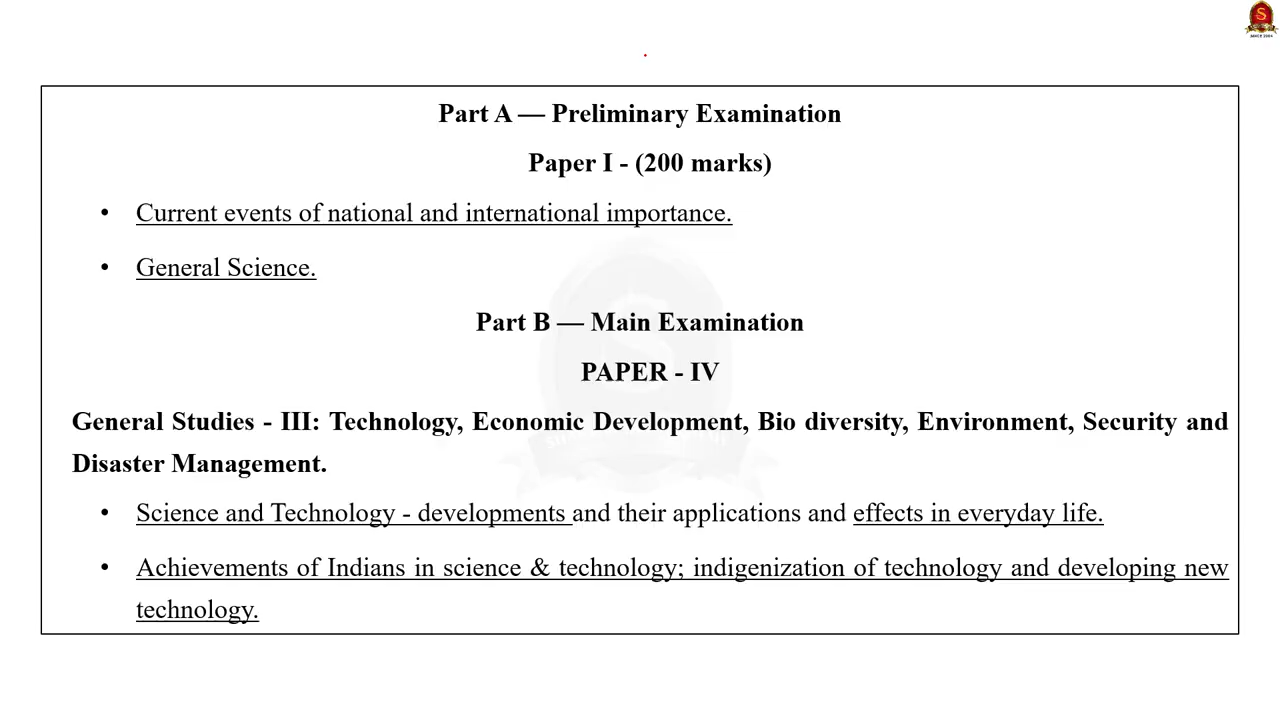 Part A — Preliminary Examination
Paper I - (200 marks)
• Current events of national and international importance.
• General Science.
Part B — Main Examination
PAPER - IV
General Studies - III: Technology, Economic Development, Bio diversity, Environment, Security and
Disaster Management.
• Science and Technology - developments and their applications and effects in everyday life.
• Achievements of Indians in science & technology; indigenization of technology and developing new
technology.